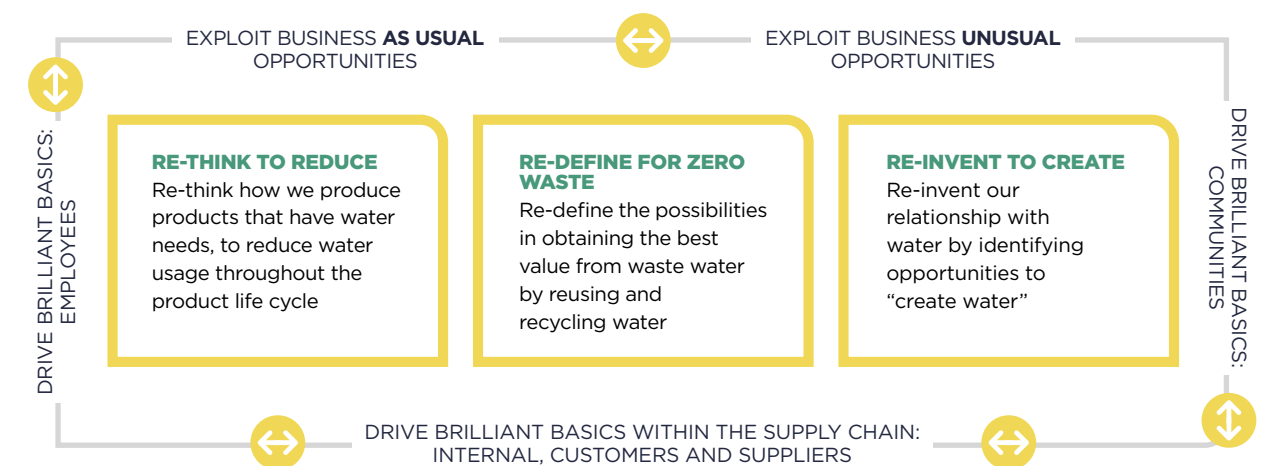 EXPLOIT BUSINESS AS USUAL
OPPORTUNITIES
EXPLOIT BUSINESS UNUSUAL
OPPORTUNITIES
DRIVE BRILLIANT BASICS:
EMPLOYEES
RE-THINK TO REDUCE
Re-think how we produce
products that have water
needs, to reduce water
usage throughout the
product life cycle
RE-DEFINE FOR ZERO
WASTE
Re-define the possibilities
in obtaining the best
value from waste water
by reusing and
recycling water
RE-INVENT TO CREATE
Re-invent our
relationship with
water by identifying
opportunities to
“create water”
DRIVE BRILLIANT BASICS:
COMMUNITIES
DRIVE BRILLIANT BASICS WITHIN THE SUPPLY CHAIN:
INTERNAL, CUSTOMERS AND SUPPLIERS